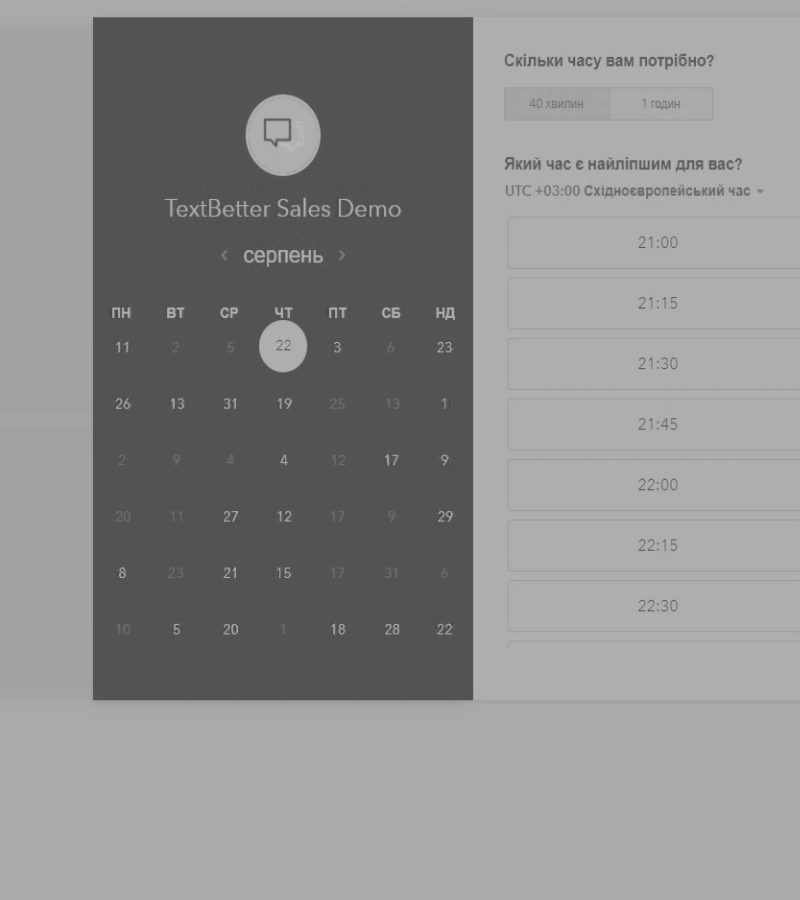 TextBetter Sales Demo
серпень
ПН ВТ СР ЧТ ПТ СБ НД
11 2 5 22 3 6 23
26 13 31 19 25 13 1
2 9 4 4 12 17 9
20 11 27 12 17 9 29
8 23 21 15 17 31 6
10 5 20 1 18 28 22
Скільки часу вам потрібно?
40 хвилин 1 годин
Який час є найліпшим для вас?
UTC +03:00 Східноєвропейський час
21:00
21:15
21:30
21:45
22:00
22:15
22:30